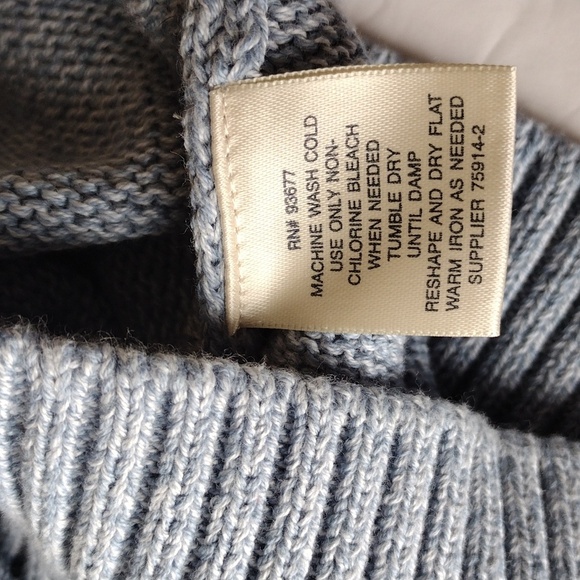 RN# 93677
MACHINE WASH COLD
USE ONLY NON-
CHLORINE BLEACH
WHEN NEEDED
TUMBLE DRY
UNTIL DAMP
RESHAPE AND DRY FLAT
WARM IRON AS NEEDED
SUPPLIER 75914-2